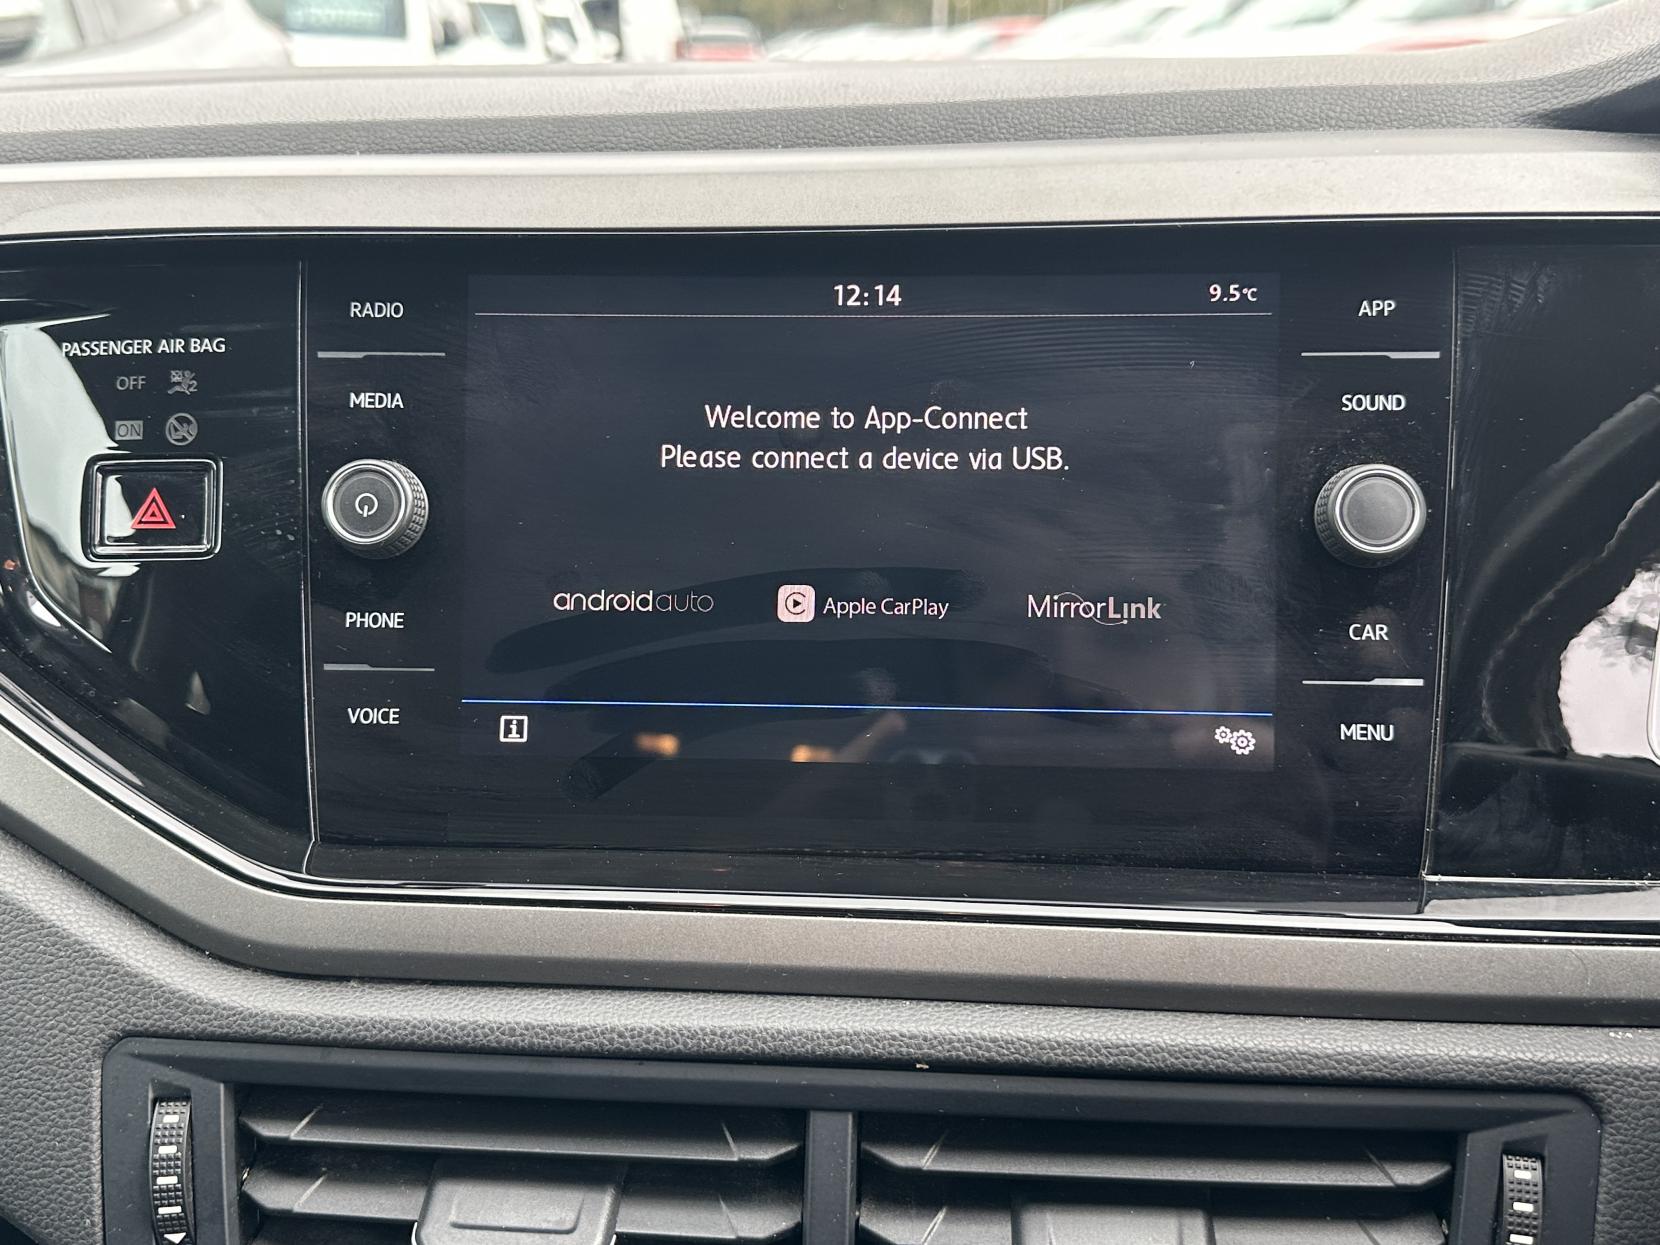 RADIO
MEDIA
PHONE
VOICE
PASSENGER AIR BAG
OFF
2
ON
12:14
9.5°C
Welcome to App-Connect
Please connect a device via USB.
androidauto
Apple CarPlay
MirrorLink
i
APP
SOUND
CAR
MENU